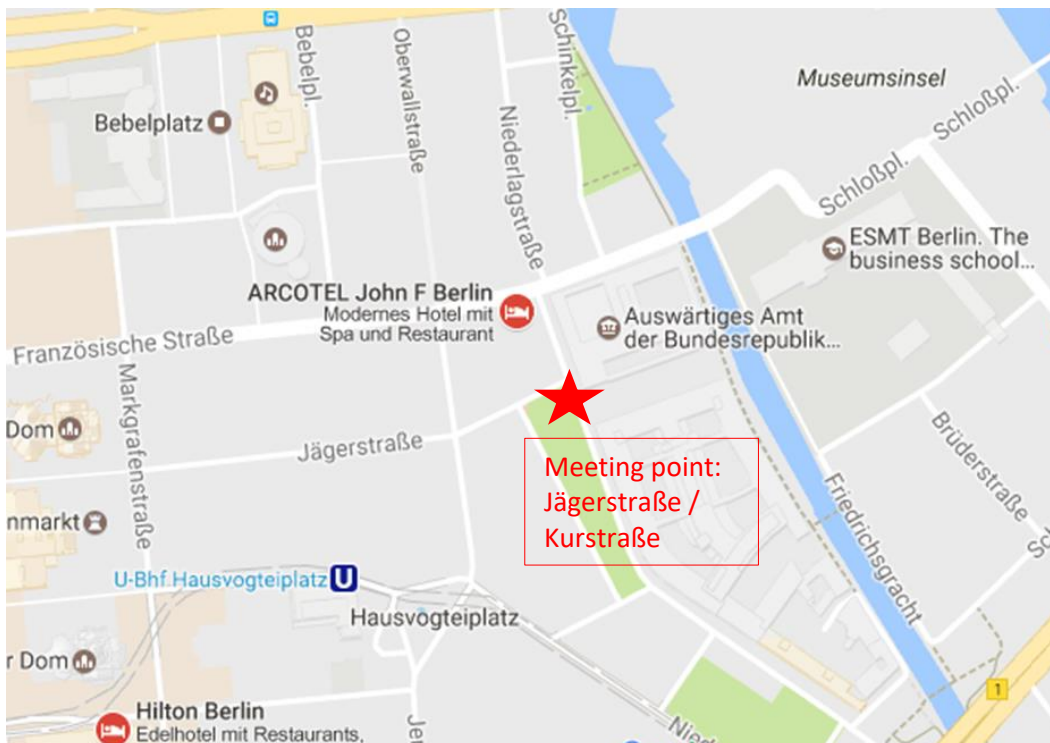 Bebelpl.
Oberwallstraße
Schinkelpl.
Museumsinsel
Bebelplatz
Niederlagstraße
Schloßpl.
Schloßpl.
ESMT Berlin. The
business school...
ARCOTEL John F Berlin
Modernes Hotel mit
Spa und Restaurant
Auswärtiges Amt
der Bundesrepublik...
Französische Straße
Markgrafenstraße
Dom
Jägerstraße
Brüderstraße
Meeting point:
Jägerstraße /
Kurstraße
Friedrichsgracht
nmarkt
U-Bhf Hausvogteiplatz U
Hausvogteiplatz
r Dom
1
Hilton Berlin
Edelhotel mit Restaurants,